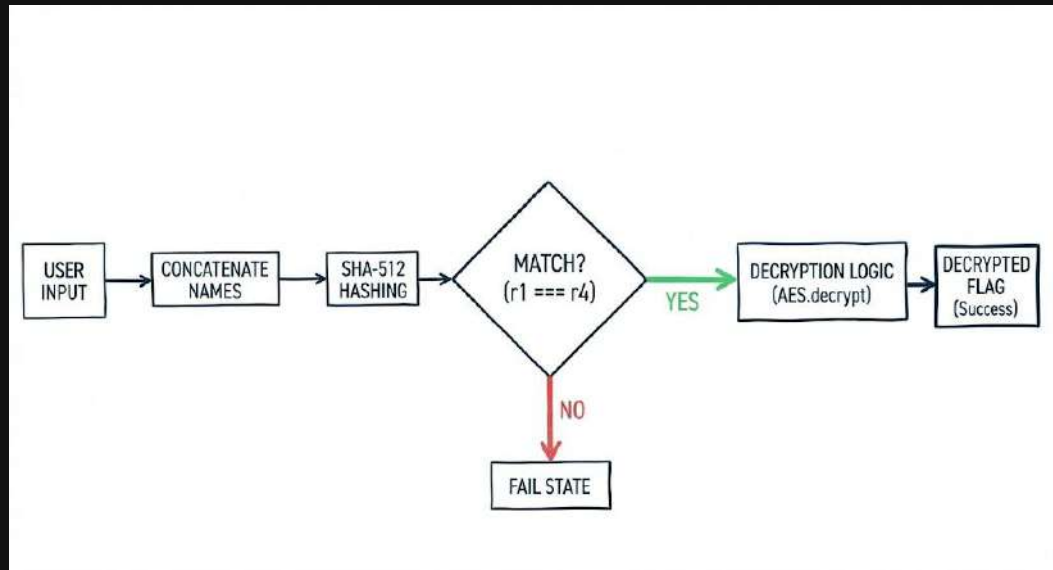 USER
INPUT
CONCATENATE
NAMES
SHA-512
HASHING
MATCH?
(r1 === r4)
YES
DECRYPTION LOGIC
(AES.decrypt)
DECRYPTED
FLAG
(Success)
NO
FAIL STATE